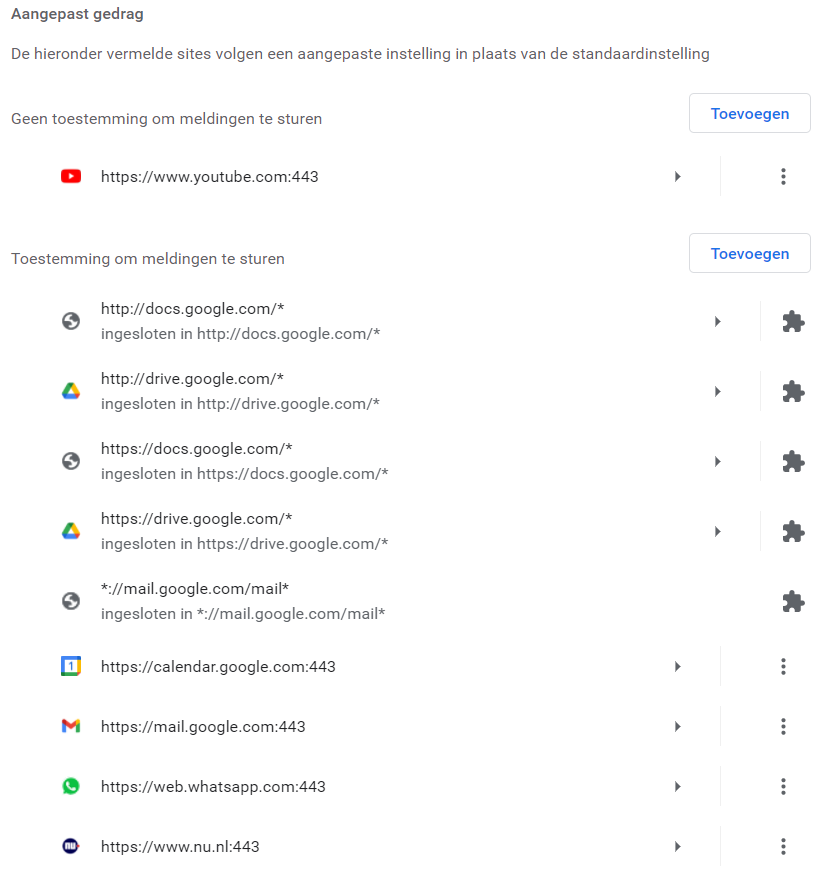 Aangepast gedrag
De hieronder vermelde sites volgen een aangepaste instelling in plaats van de standaardinstelling
Geen toestemming om meldingen te sturen
Toevoegen
https://www.youtube.com:443
Toestemming om meldingen te sturen
Toevoegen
http://docs.google.com/*
ingesloten in http://docs.google.com/*
http://drive.google.com/*
ingesloten in http://drive.google.com/*
https://docs.google.com/*
ingesloten in https://docs.google.com/*
https://drive.google.com/*
ingesloten in https://drive.google.com/*
*://mail.google.com/mail*
ingesloten in *://mail.google.com/mail*
1
https://calendar.google.com:443
https://mail.google.com:443
https://web.whatsapp.com:443
nu
https://www.nu.nl:443